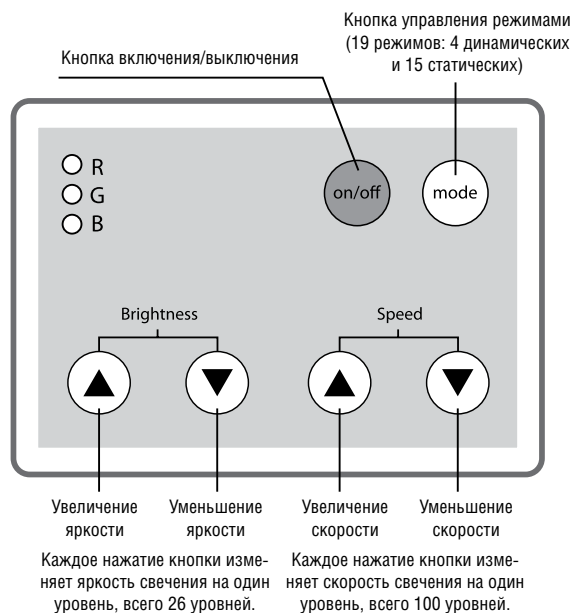 Кнопка управления режимами
(19 режимов: 4 динамических
и 15 статических)
Кнопка включения/выключения
R
G
B
on/off
mode
Brightness
Speed
Увеличение
яркости
Уменьшение
яркости
Увеличение
скорости
Уменьшение
скорости
Каждое нажатие кнопки изме-
няет яркость свечения на один
уровень, всего 26 уровней.
Каждое нажатие кнопки изме-
няет скорость свечения на один
уровень, всего 100 уровней.